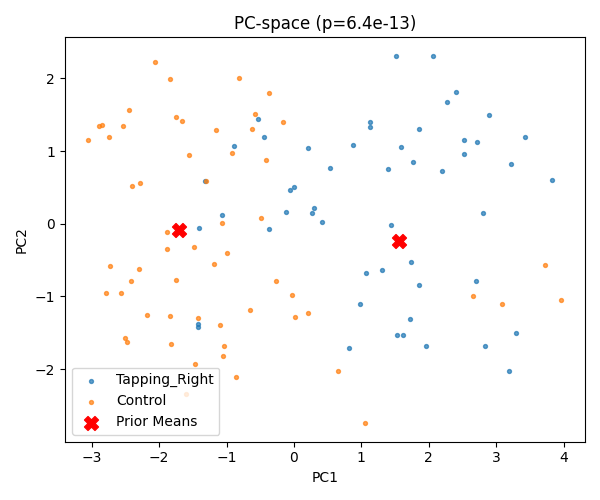 PC-space (p=6.4e-13)
2
1
0
−1
−2
PC2
Tapping_Right
Control
Prior Means
−3 −2 −1 0 1 2 3 4
PC1